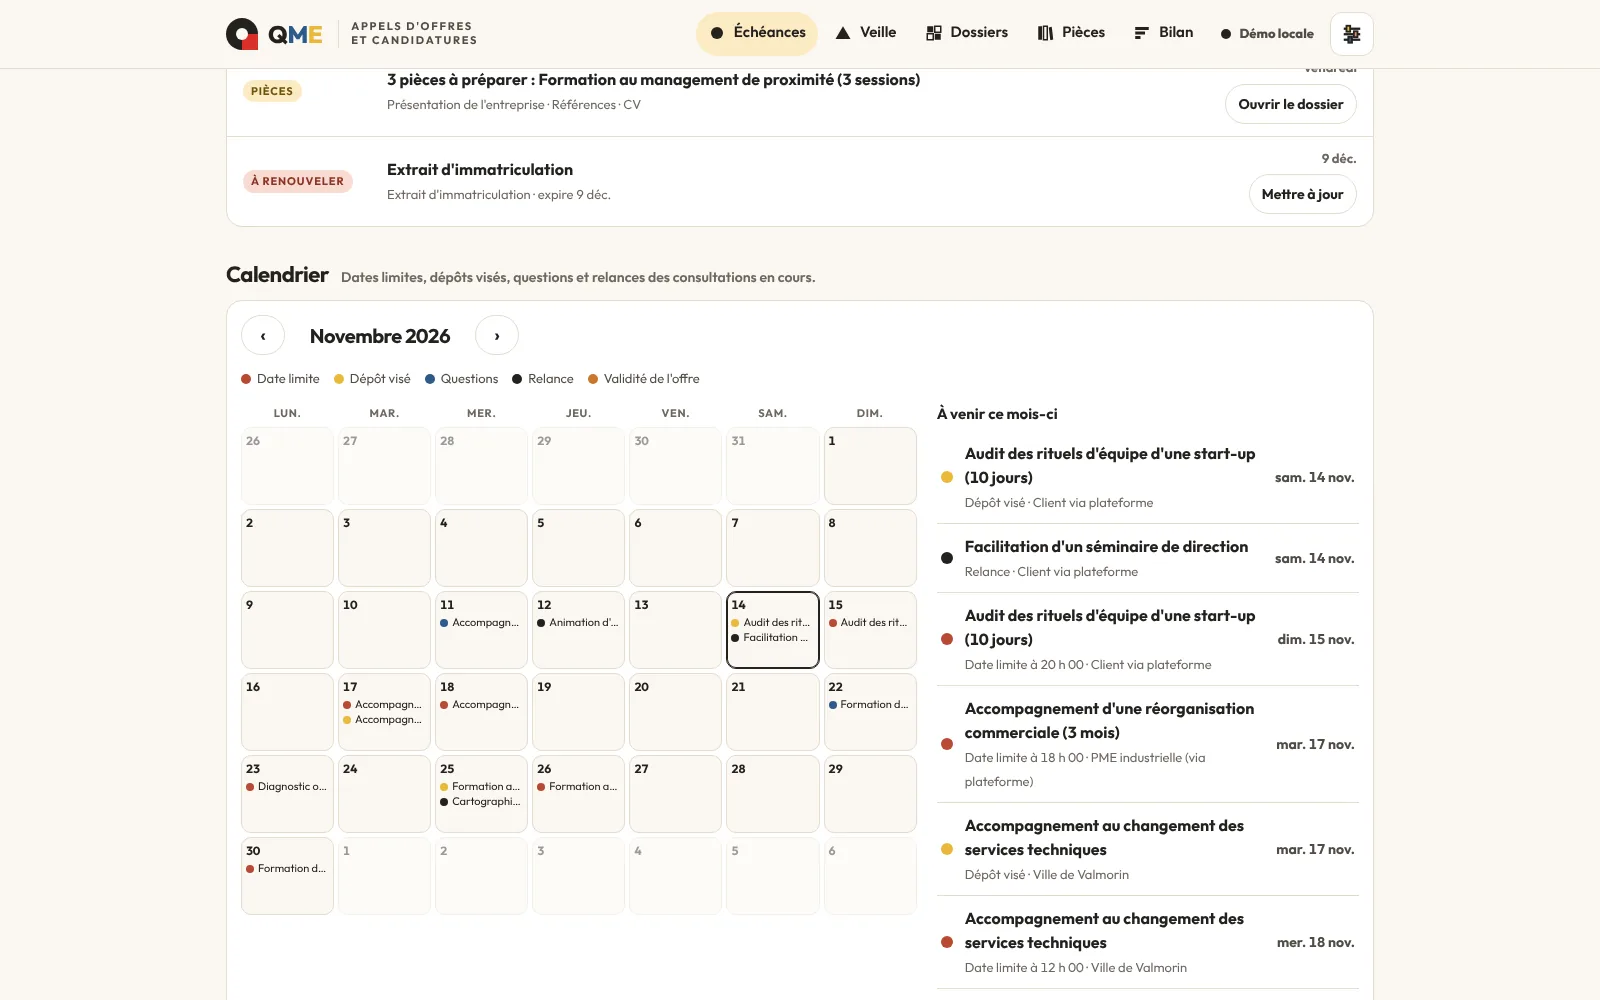 QME
APPELS D'OFFRES
ET CANDIDATURES
Échéances
Veille
Dossiers
Pièces
Bilan
Démo locale
vendredi
PIÈCES
3 pièces à préparer : Formation au management de proximité (3 sessions)
Présentation de l'entreprise · Références · CV
Ouvrir le dossier
À RENOUVELER
Extrait d'immatriculation
Extrait d'immatriculation · expire 9 déc.
9 déc.
Mettre à jour
Calendrier
Dates limites, dépôts visés, questions et relances des consultations en cours.
‹
Novembre 2026
›
Date limite
Dépôt visé
Questions
Relance
Validité de l'offre
LUN. MAR. MER. JEU. VEN. SAM. DIM.
26 27 28 29 30 31 1
2 3 4 5 6 7 8
9 10 11 12 13 14 15
Accompagn...
Animation d'...
Audit des rit...
Facilitation ...
Audit des rit...
16 17 18 19 20 21 22
Accompagn...
Accompagn...
Accompagn...
Formation d...
23 24 25 26 27 28 29
Diagnostic o...
Formation a...
Cartographi...
Formation a...
30 1 2 3 4 5 6
Formation d...
À venir ce mois-ci
Audit des rituels d'équipe d'une start-up
(10 jours)
Dépôt visé · Client via plateforme
sam. 14 nov.
Facilitation d'un séminaire de direction
Relance · Client via plateforme
sam. 14 nov.
Audit des rituels d'équipe d'une start-up
(10 jours)
Date limite à 20 h 00 · Client via plateforme
dim. 15 nov.
Accompagnement d'une réorganisation
commerciale (3 mois)
Date limite à 18 h 00 · PME industrielle (via
plateforme)
mar. 17 nov.
Accompagnement au changement des
services techniques
Dépôt visé · Ville de Valmorin
mar. 17 nov.
Accompagnement au changement des
services techniques
Date limite à 12 h 00 · Ville de Valmorin
mer. 18 nov.